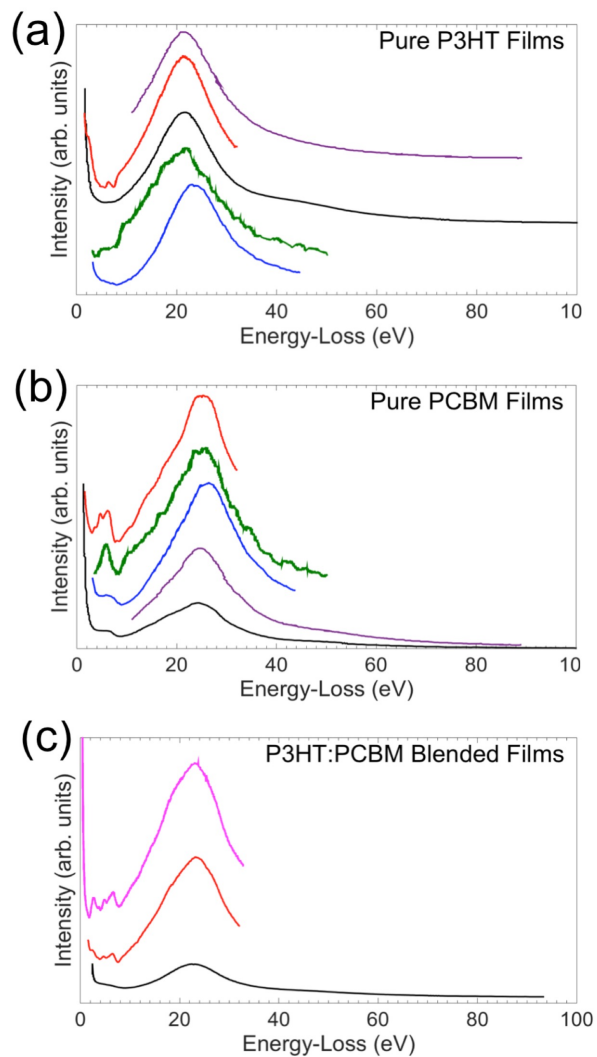 (a)
Pure P3HT Films
Intensity (arb. units)
0 20 40 60 80 100
Energy-Loss (eV)
(b)
Pure PCBM Films
Intensity (arb. units)
0 20 40 60 80 100
Energy-Loss (eV)
(c)
P3HT:PCBM Blended Films
Intensity (arb. units)
0 20 40 60 80 100
Energy-Loss (eV)